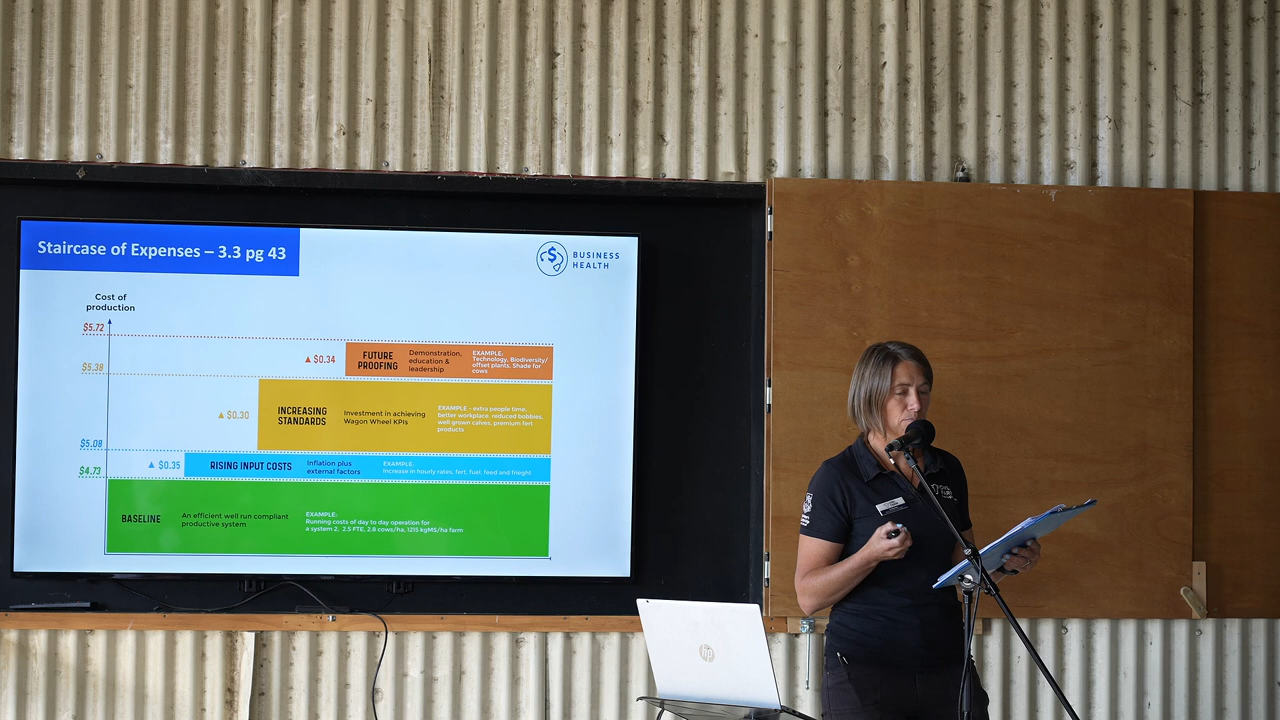 Staircase of Expenses – 3.3 pg 43
BUSINESS
HEALTH
Cost of
production
$5.72
▲ $0.34
FUTURE
PROOFING
Demonstration,
education &
leadership
EXAMPLE:
Technology, Biodiversity/
offset plants, Shade for
cows
$5.38
▲ $0.30
INCREASING
STANDARDS
Investment in achieving
Wagon Wheel KPIs
EXAMPLE - extra people time,
better workplace, reduced bobbies,
well grown calves, premium fert
products
$5.08
▲ $0.35
RISING INPUT COSTS
Inflation plus
external factors
EXAMPLE:
Increase in hourly rates, fert, fuel, feed and frieght
$4.73
BASELINE
An efficient well run compliant
productive system
EXAMPLE:
Running costs of day to day operation for
a system 2, 2.5 FTE, 2.8 cows/ha, 1215 kgMS/ha farm
hp